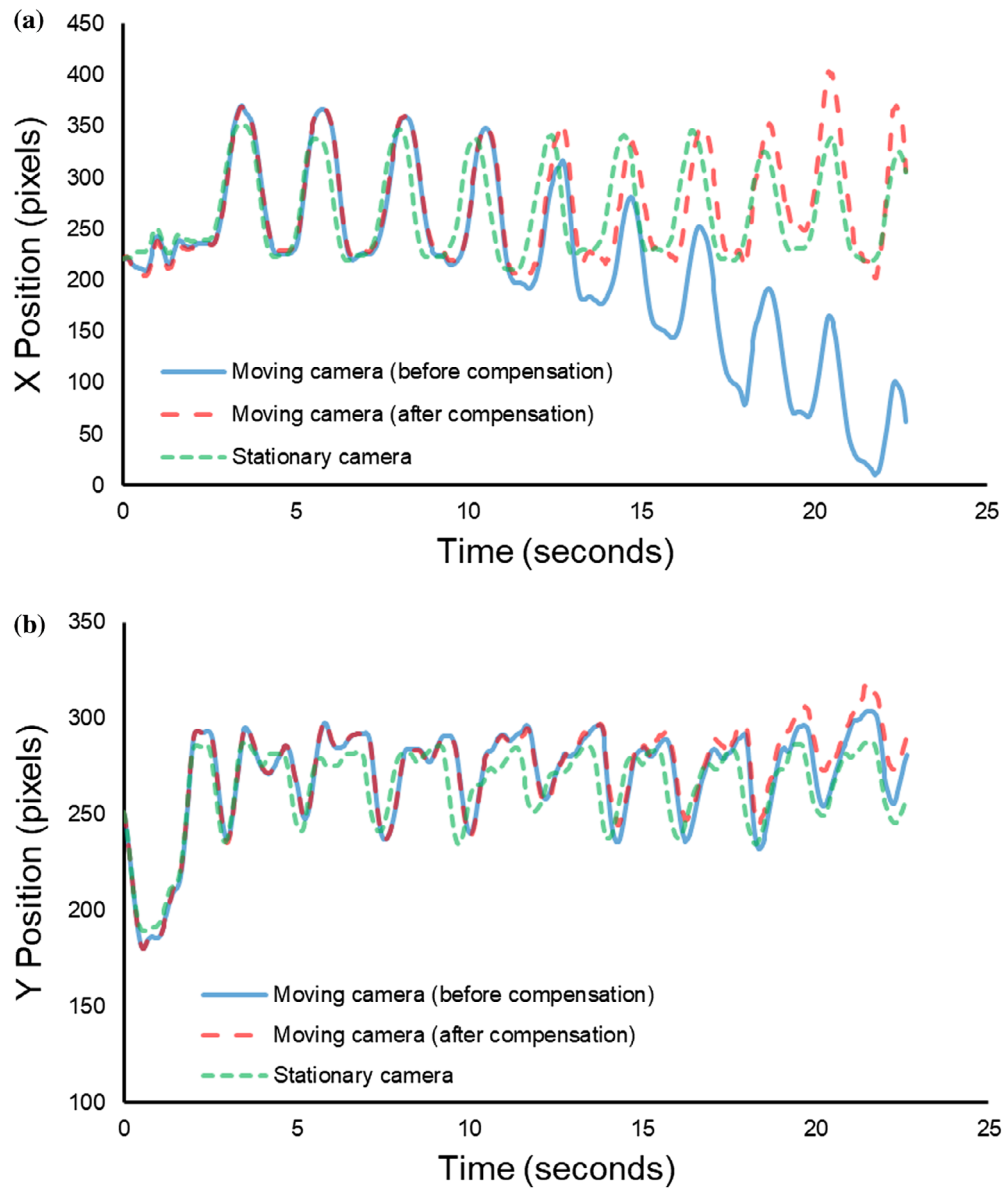 (a)
450
400
350
300
250
200
150
100
50
0
X Position (pixels)
Moving camera (before compensation)
Moving camera (after compensation)
Stationary camera
0 5 10 15 20 25
Time (seconds)
(b)
350
300
250
200
150
100
Y Position (pixels)
Moving camera (before compensation)
Moving camera (after compensation)
Stationary camera
0 5 10 15 20 25
Time (seconds)